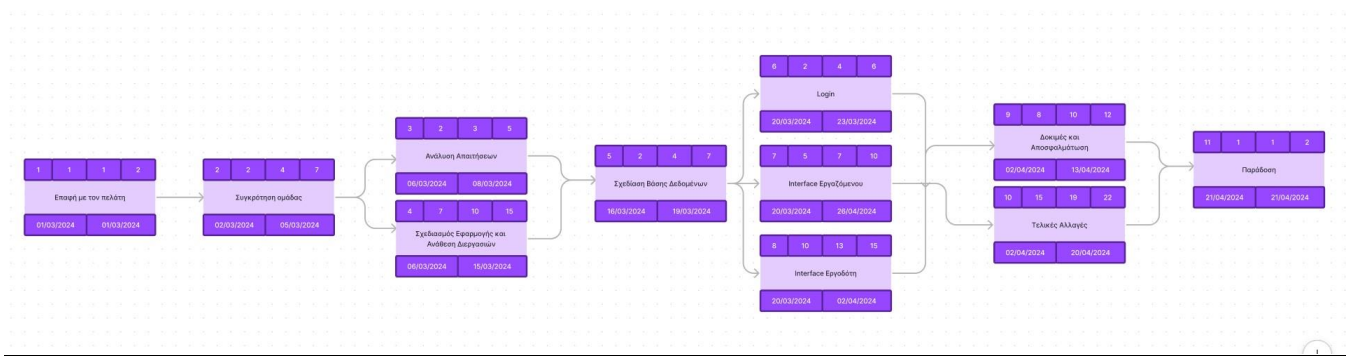 1 1 1 2
Επαφή με τον πελάτη
01/03/2024 01/03/2024
2 2 4 7
Συγκρότηση ομάδας
02/03/2024 05/03/2024
3 2 3 5
Ανάλυση Απαιτήσεων
06/03/2024 08/03/2024
4 7 10 15
Σχεδιασμός Εφαρμογής και
Ανάθεση Διεργασιών
06/03/2024 15/03/2024
5 2 4 7
Σχεδίαση Βάσης Δεδομένων
16/03/2024 19/03/2024
6 2 4 6
Login
20/03/2024 23/03/2024
7 5 7 10
Interface Εργαζόμενου
20/03/2024 26/04/2024
8 10 13 15
Interface Εργοδότη
20/03/2024 02/04/2024
9 8 10 12
Δοκιμές και
Αποσφαλμάτωση
02/04/2024 13/04/2024
10 15 19 22
Τελικές Αλλαγές
02/04/2024 20/04/2024
11 1 1 2
Παράδοση
21/04/2024 21/04/2024